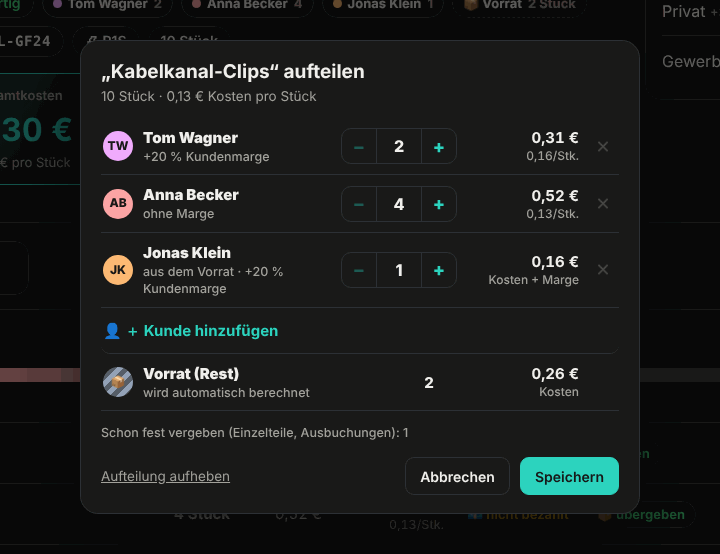 Tom Wagner 2
Anna Becker 4
Jonas Klein 1
Vorrat 2 Stück
Privat
L-GF24
Gewerb
amtkosten
30 €
€ pro Stück
„Kabelkanal-Clips“ aufteilen
10 Stück · 0,13 € Kosten pro Stück
TW
Tom Wagner
+20 % Kundenmarge
− 2 +
0,31 €
0,16/Stk.
×
AB
Anna Becker
ohne Marge
− 4 +
0,52 €
0,13/Stk.
×
JK
Jonas Klein
aus dem Vorrat · +20 %
Kundenmarge
− 1 +
0,16 €
Kosten + Marge
×
+ Kunde hinzufügen
Vorrat (Rest)
wird automatisch berechnet
2
0,26 €
Kosten
Schon fest vergeben (Einzelteile, Ausbuchungen): 1
Aufteilung aufheben
Abbrechen
Speichern
4 Stück
0,52 €
0,13/Stk.
nicht bezahlt
übergeben